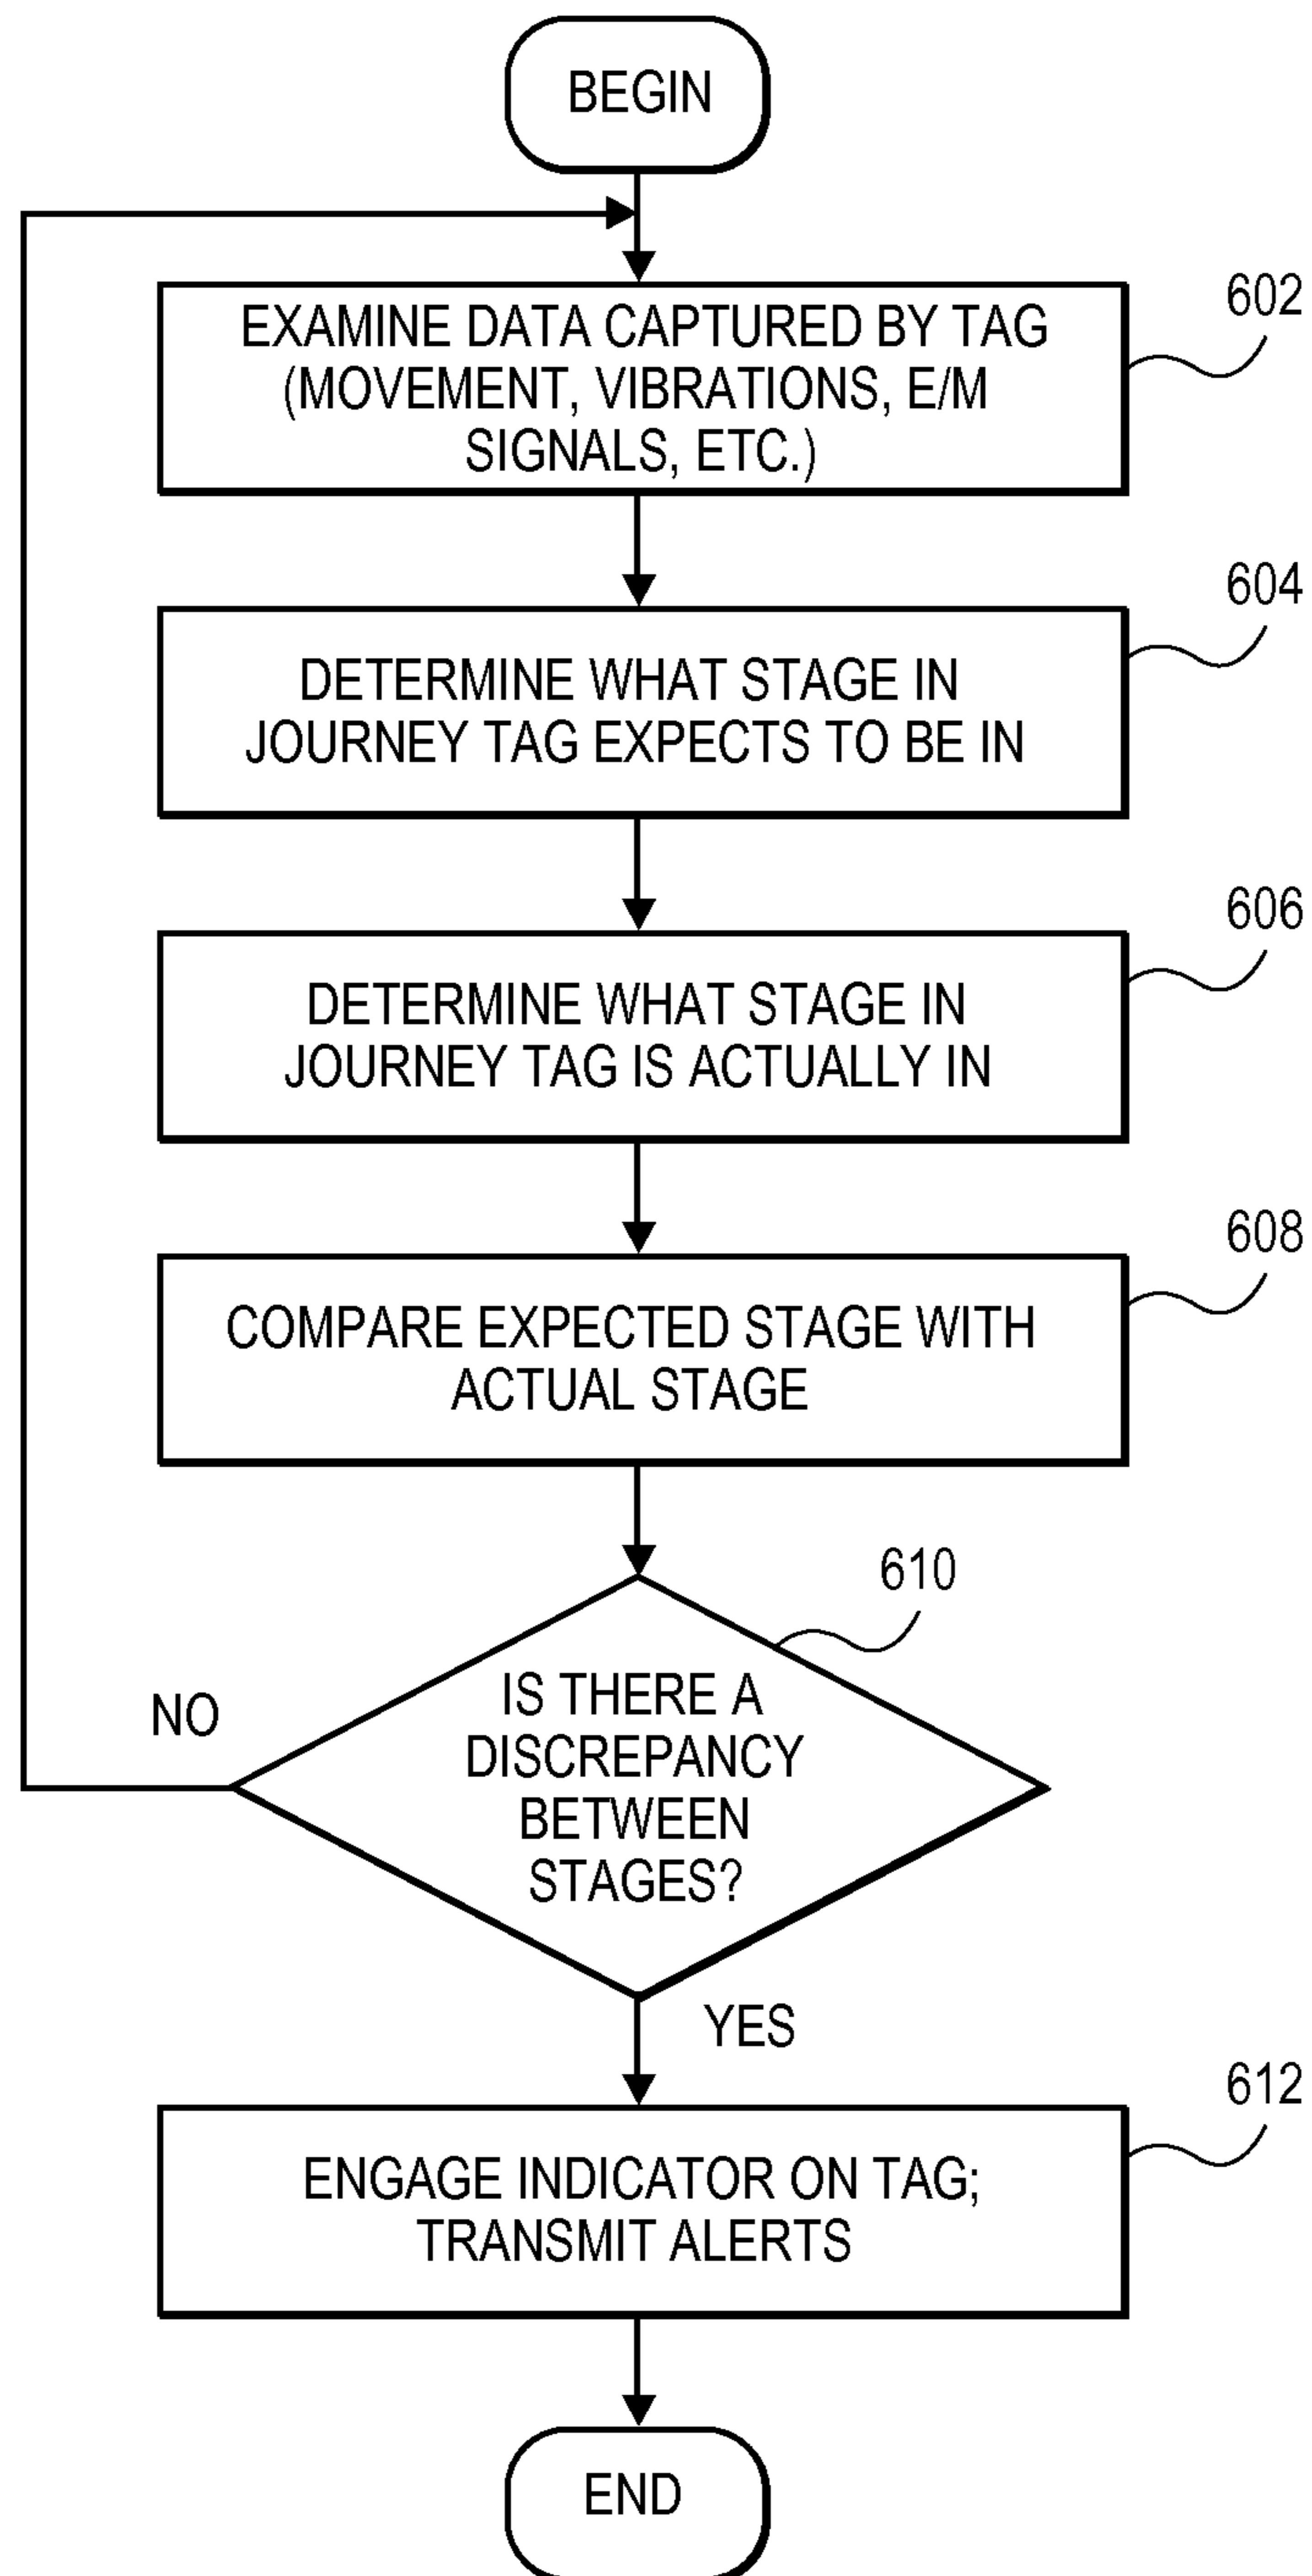 BEGIN
602
EXAMINE DATA CAPTURED BY TAG
(MOVEMENT, VIBRATIONS, E/M
SIGNALS, ETC.)
604
DETERMINE WHAT STAGE IN
JOURNEY TAG EXPECTS TO BE IN
606
DETERMINE WHAT STAGE IN
JOURNEY TAG IS ACTUALLY IN
608
COMPARE EXPECTED STAGE WITH
ACTUAL STAGE
610
IS THERE A
DISCREPANCY
BETWEEN
STAGES?
NO
YES
612
ENGAGE INDICATOR ON TAG;
TRANSMIT ALERTS
END